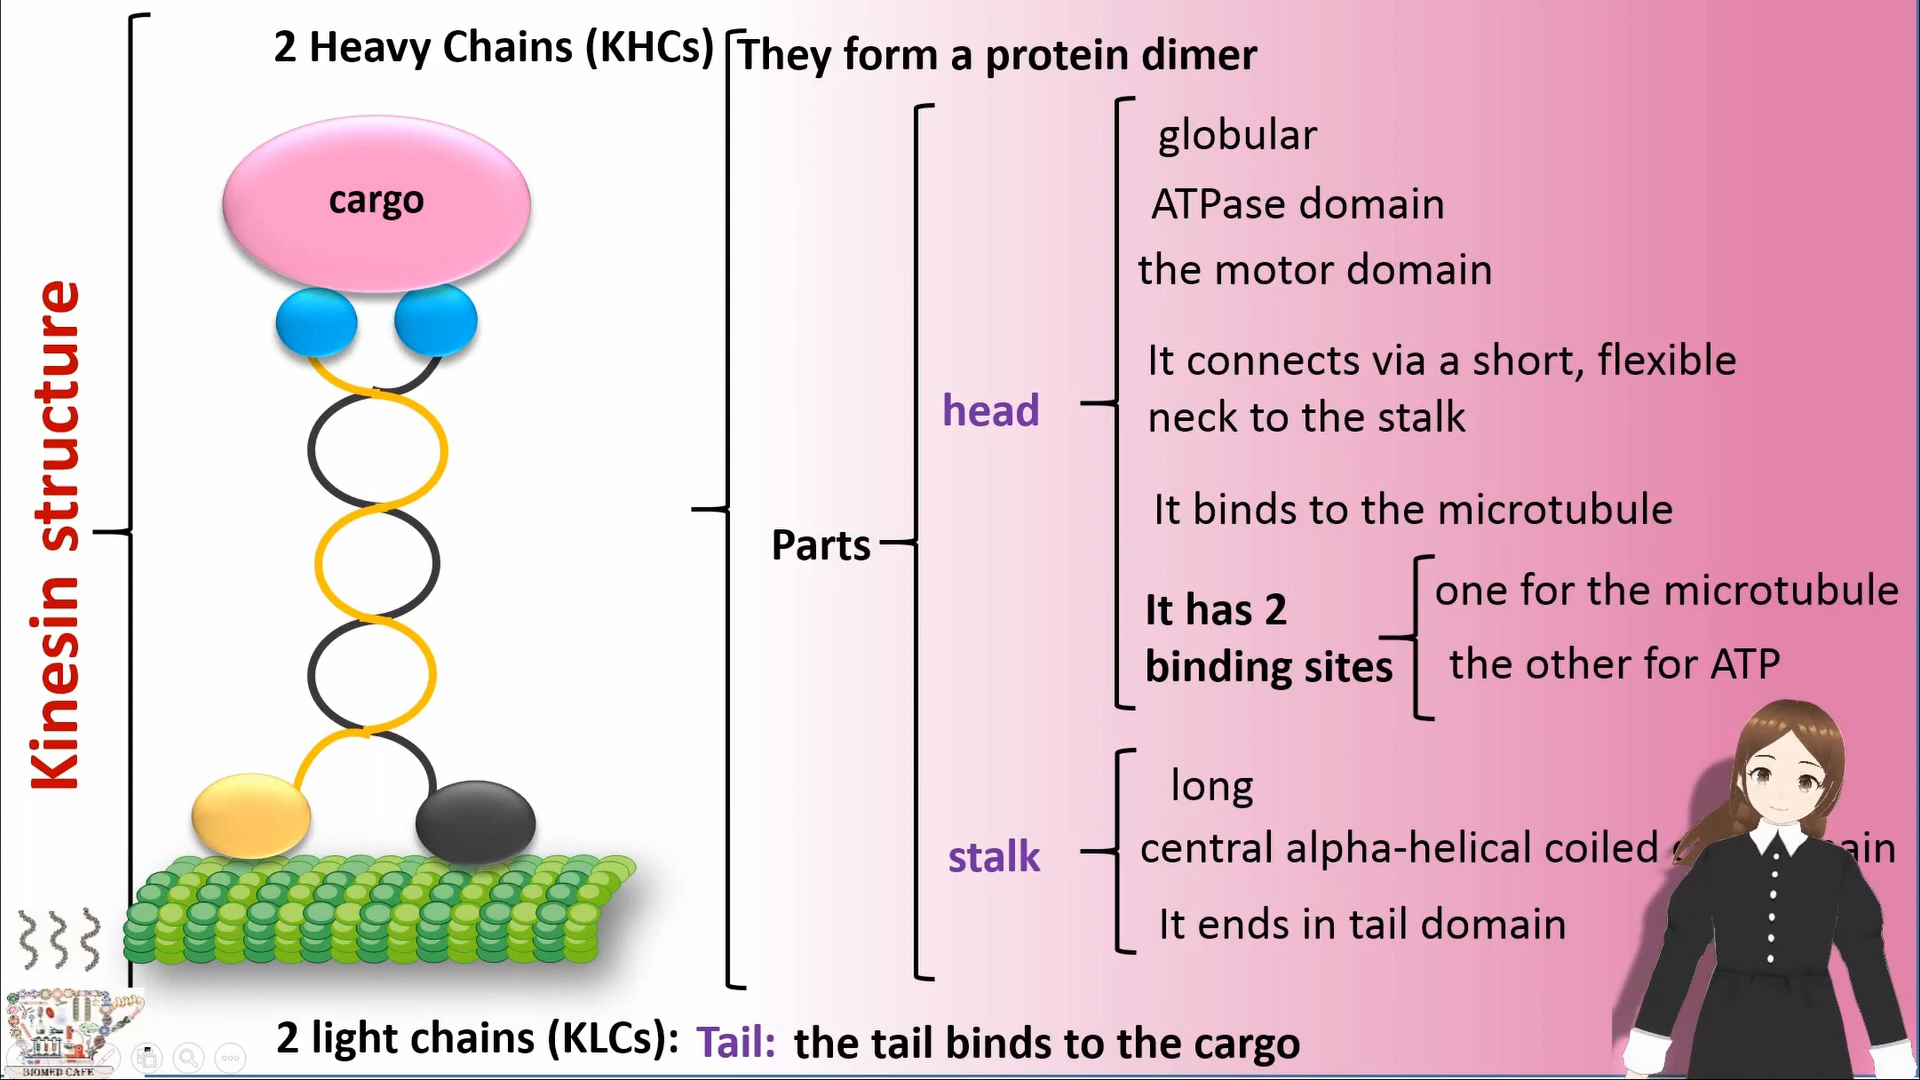 Kinesin structure
2 Heavy Chains (KHCs)
They form a protein dimer
cargo
Parts
head
globular
ATPase domain
the motor domain
It connects via a short, flexible
neck to the stalk
It binds to the microtubule
It has 2
binding sites
one for the microtubule
the other for ATP
stalk
long
central alpha-helical coiled
It ends in tail domain
2 light chains (KLCs):
Tail: the tail binds to the cargo
BIOMED CAFE